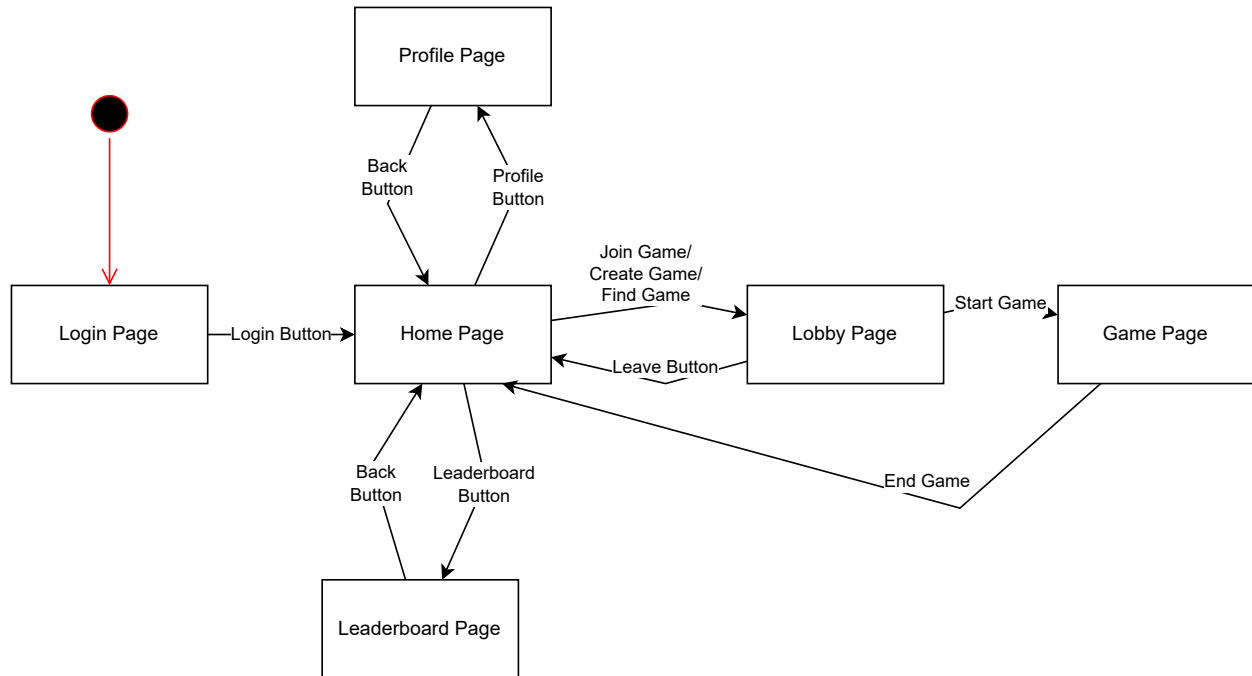 Profile Page
Back
Button
Profile
Button
Join Game/
Create Game/
Find Game
Start Game
Login Page
Login Button
Home Page
Lobby Page
Game Page
Leave Button
Back
Button
Leaderboard
Button
End Game
Leaderboard Page